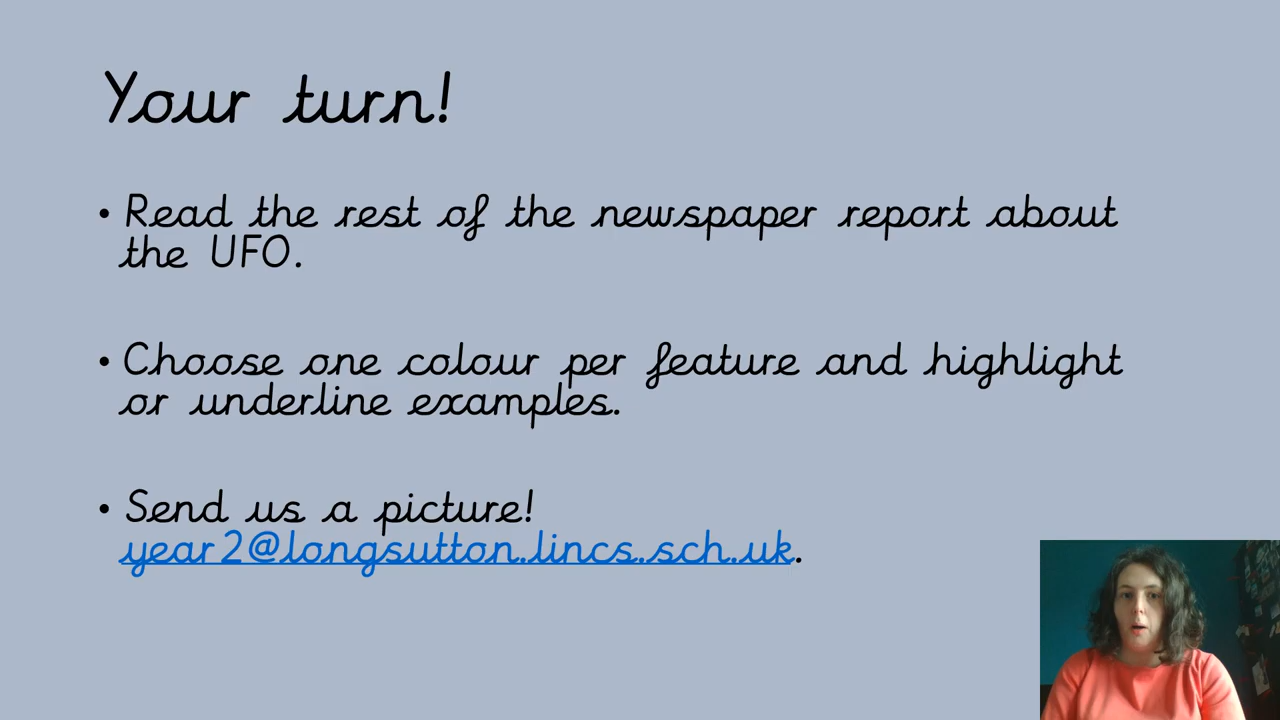 Your turn!
• Read the rest of the newspaper report about
the UFO.
• Choose one colour per feature and highlight
or underline examples.
• Send us a picture!
year2@longsutton.lincs.sch.uk.